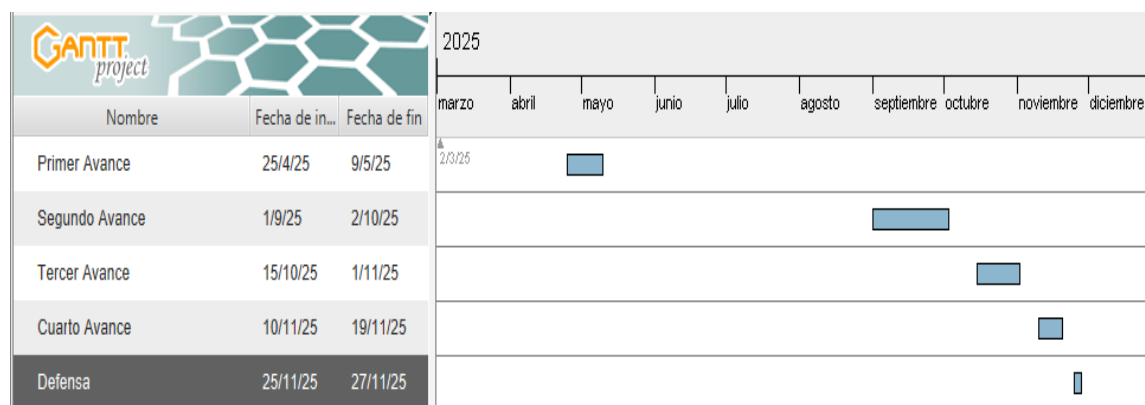 GANTT
project
2025
marzo abril mayo junio julio agosto septiembre octubre noviembre diciembre
Nombre Fecha de in... Fecha de fin
2/3/25
Primer Avance 25/4/25 9/5/25
Segundo Avance 1/9/25 2/10/25
Tercer Avance 15/10/25 1/11/25
Cuarto Avance 10/11/25 19/11/25
Defensa 25/11/25 27/11/25